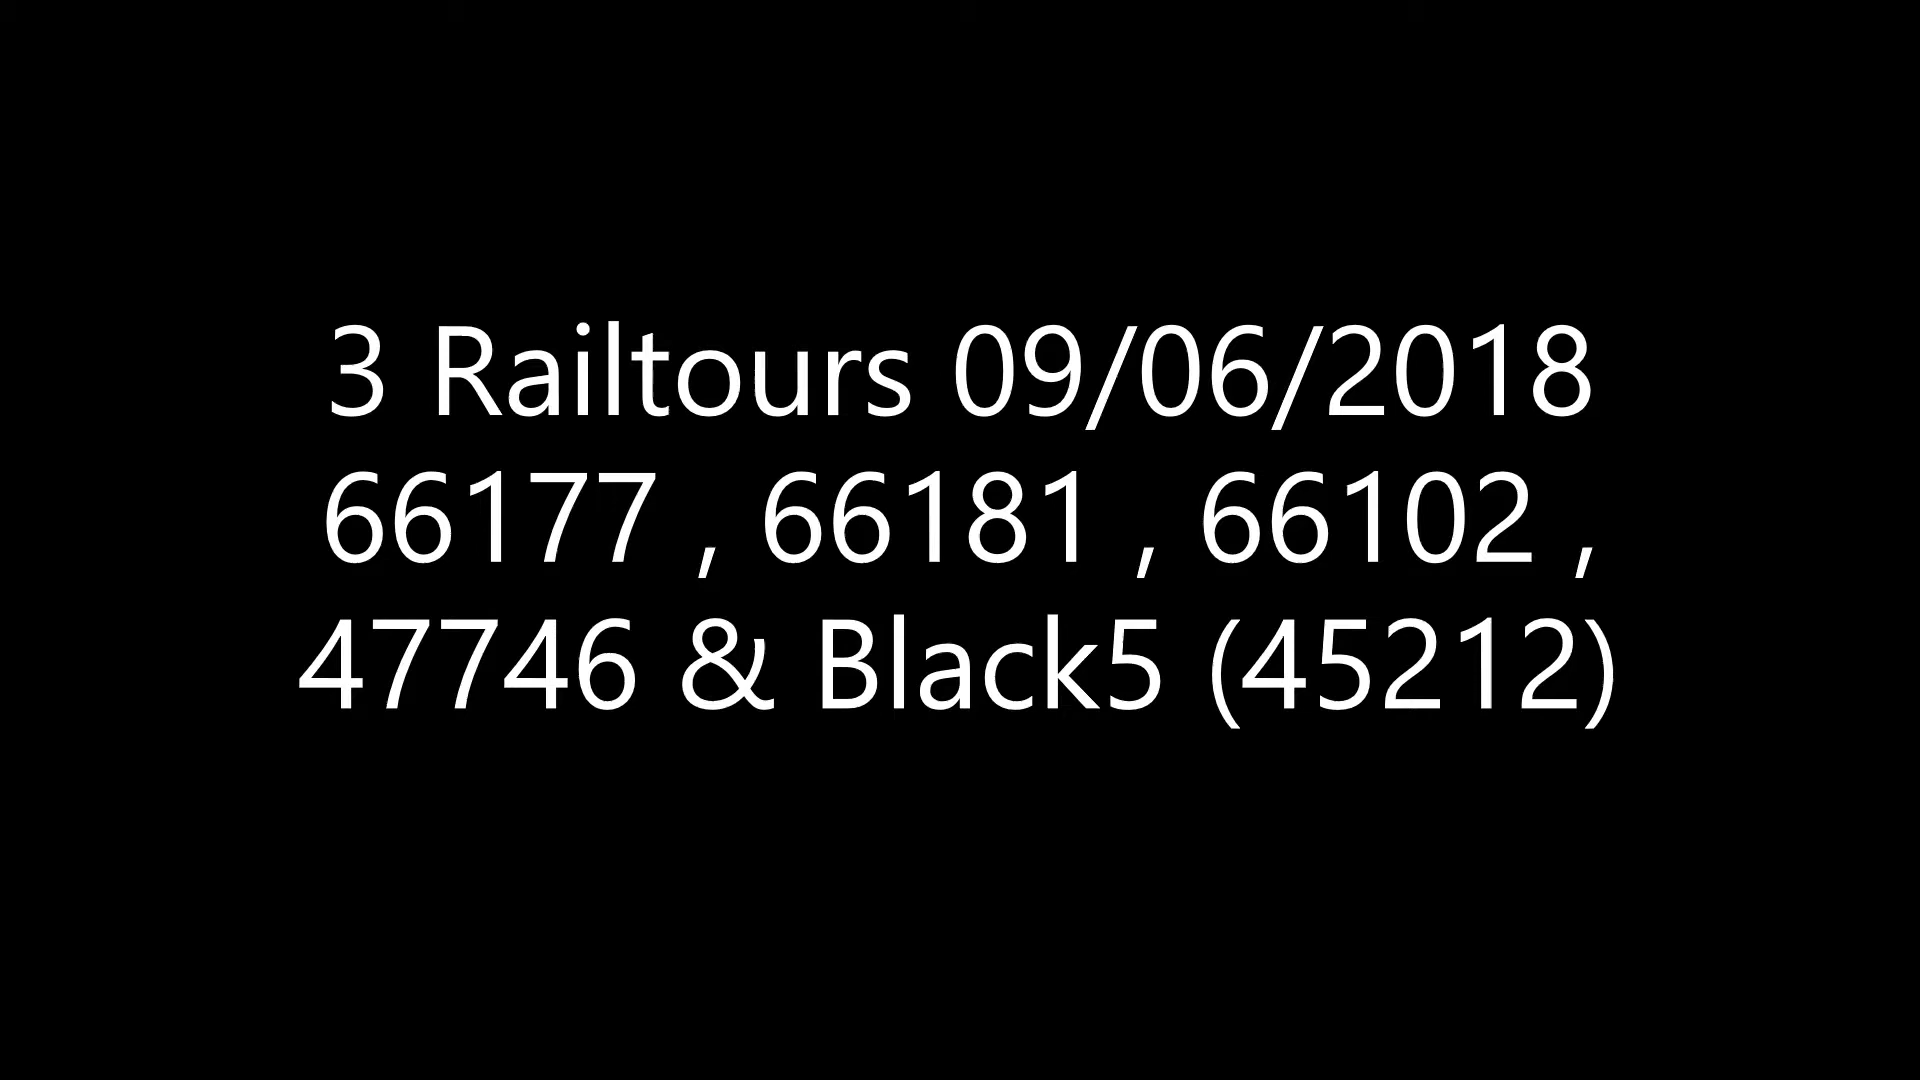 3 Railtours 09/06/2018
66177 , 66181 , 66102 ,
47746 & Black5 (45212)